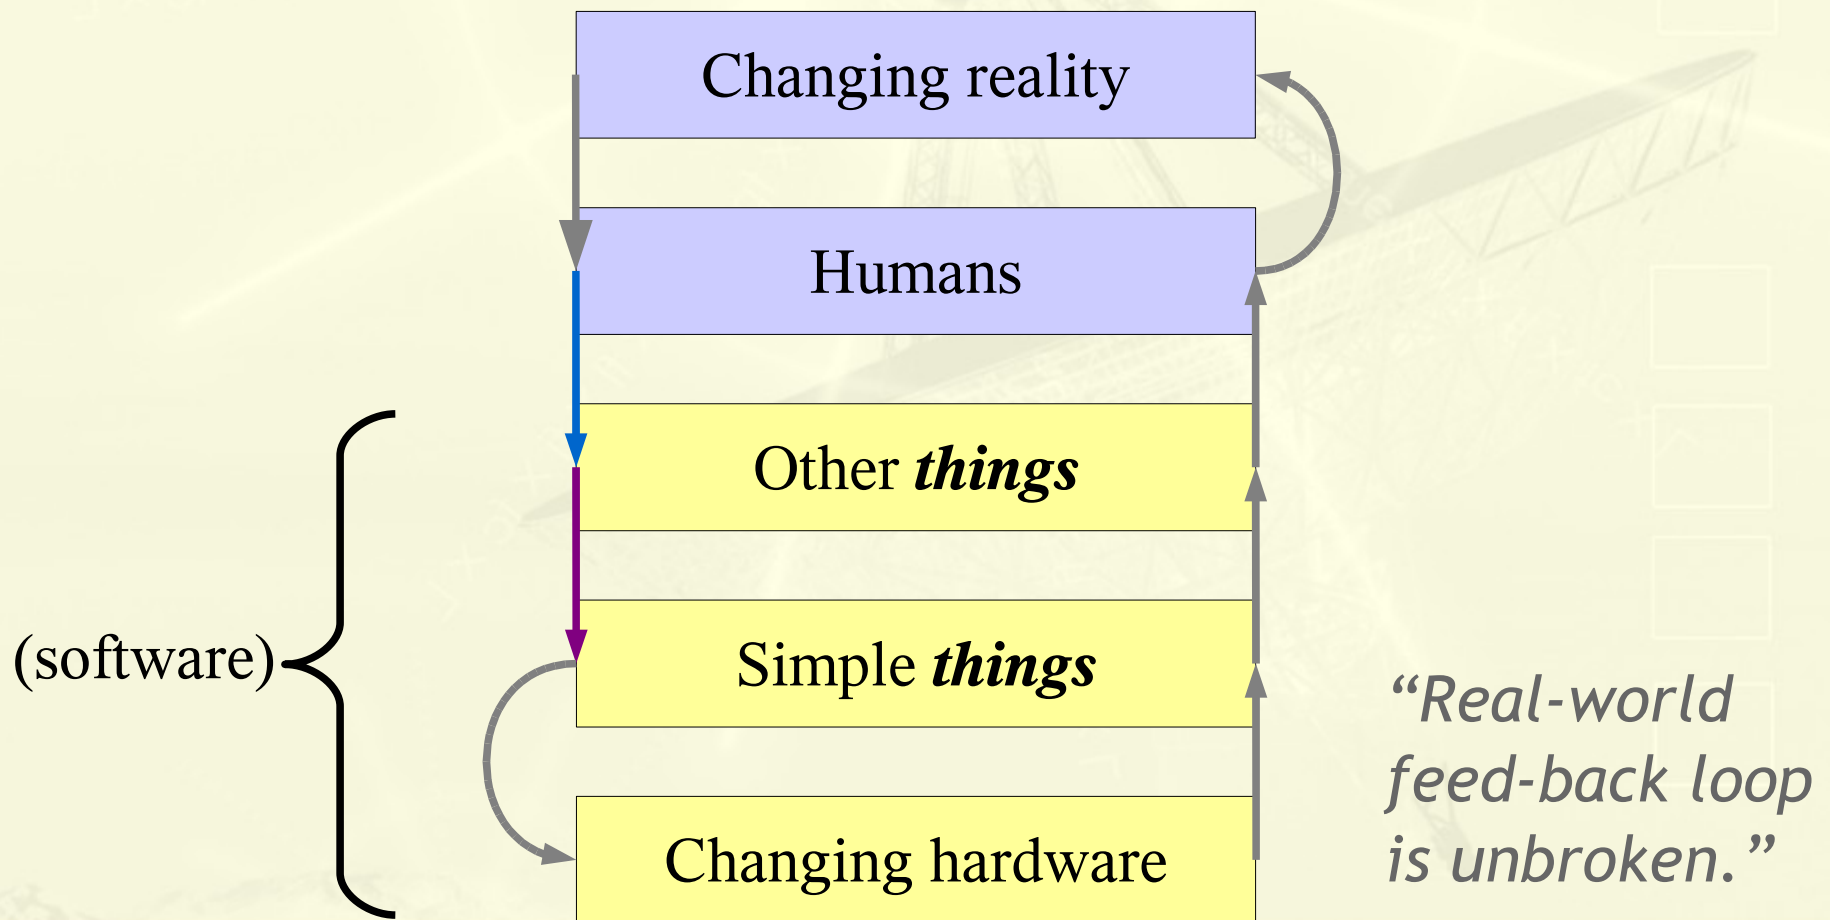 Changing reality
Humans
Other things
Simple things
(software)
Changing hardware
“Real-world
feed-back loop
is unbroken.”